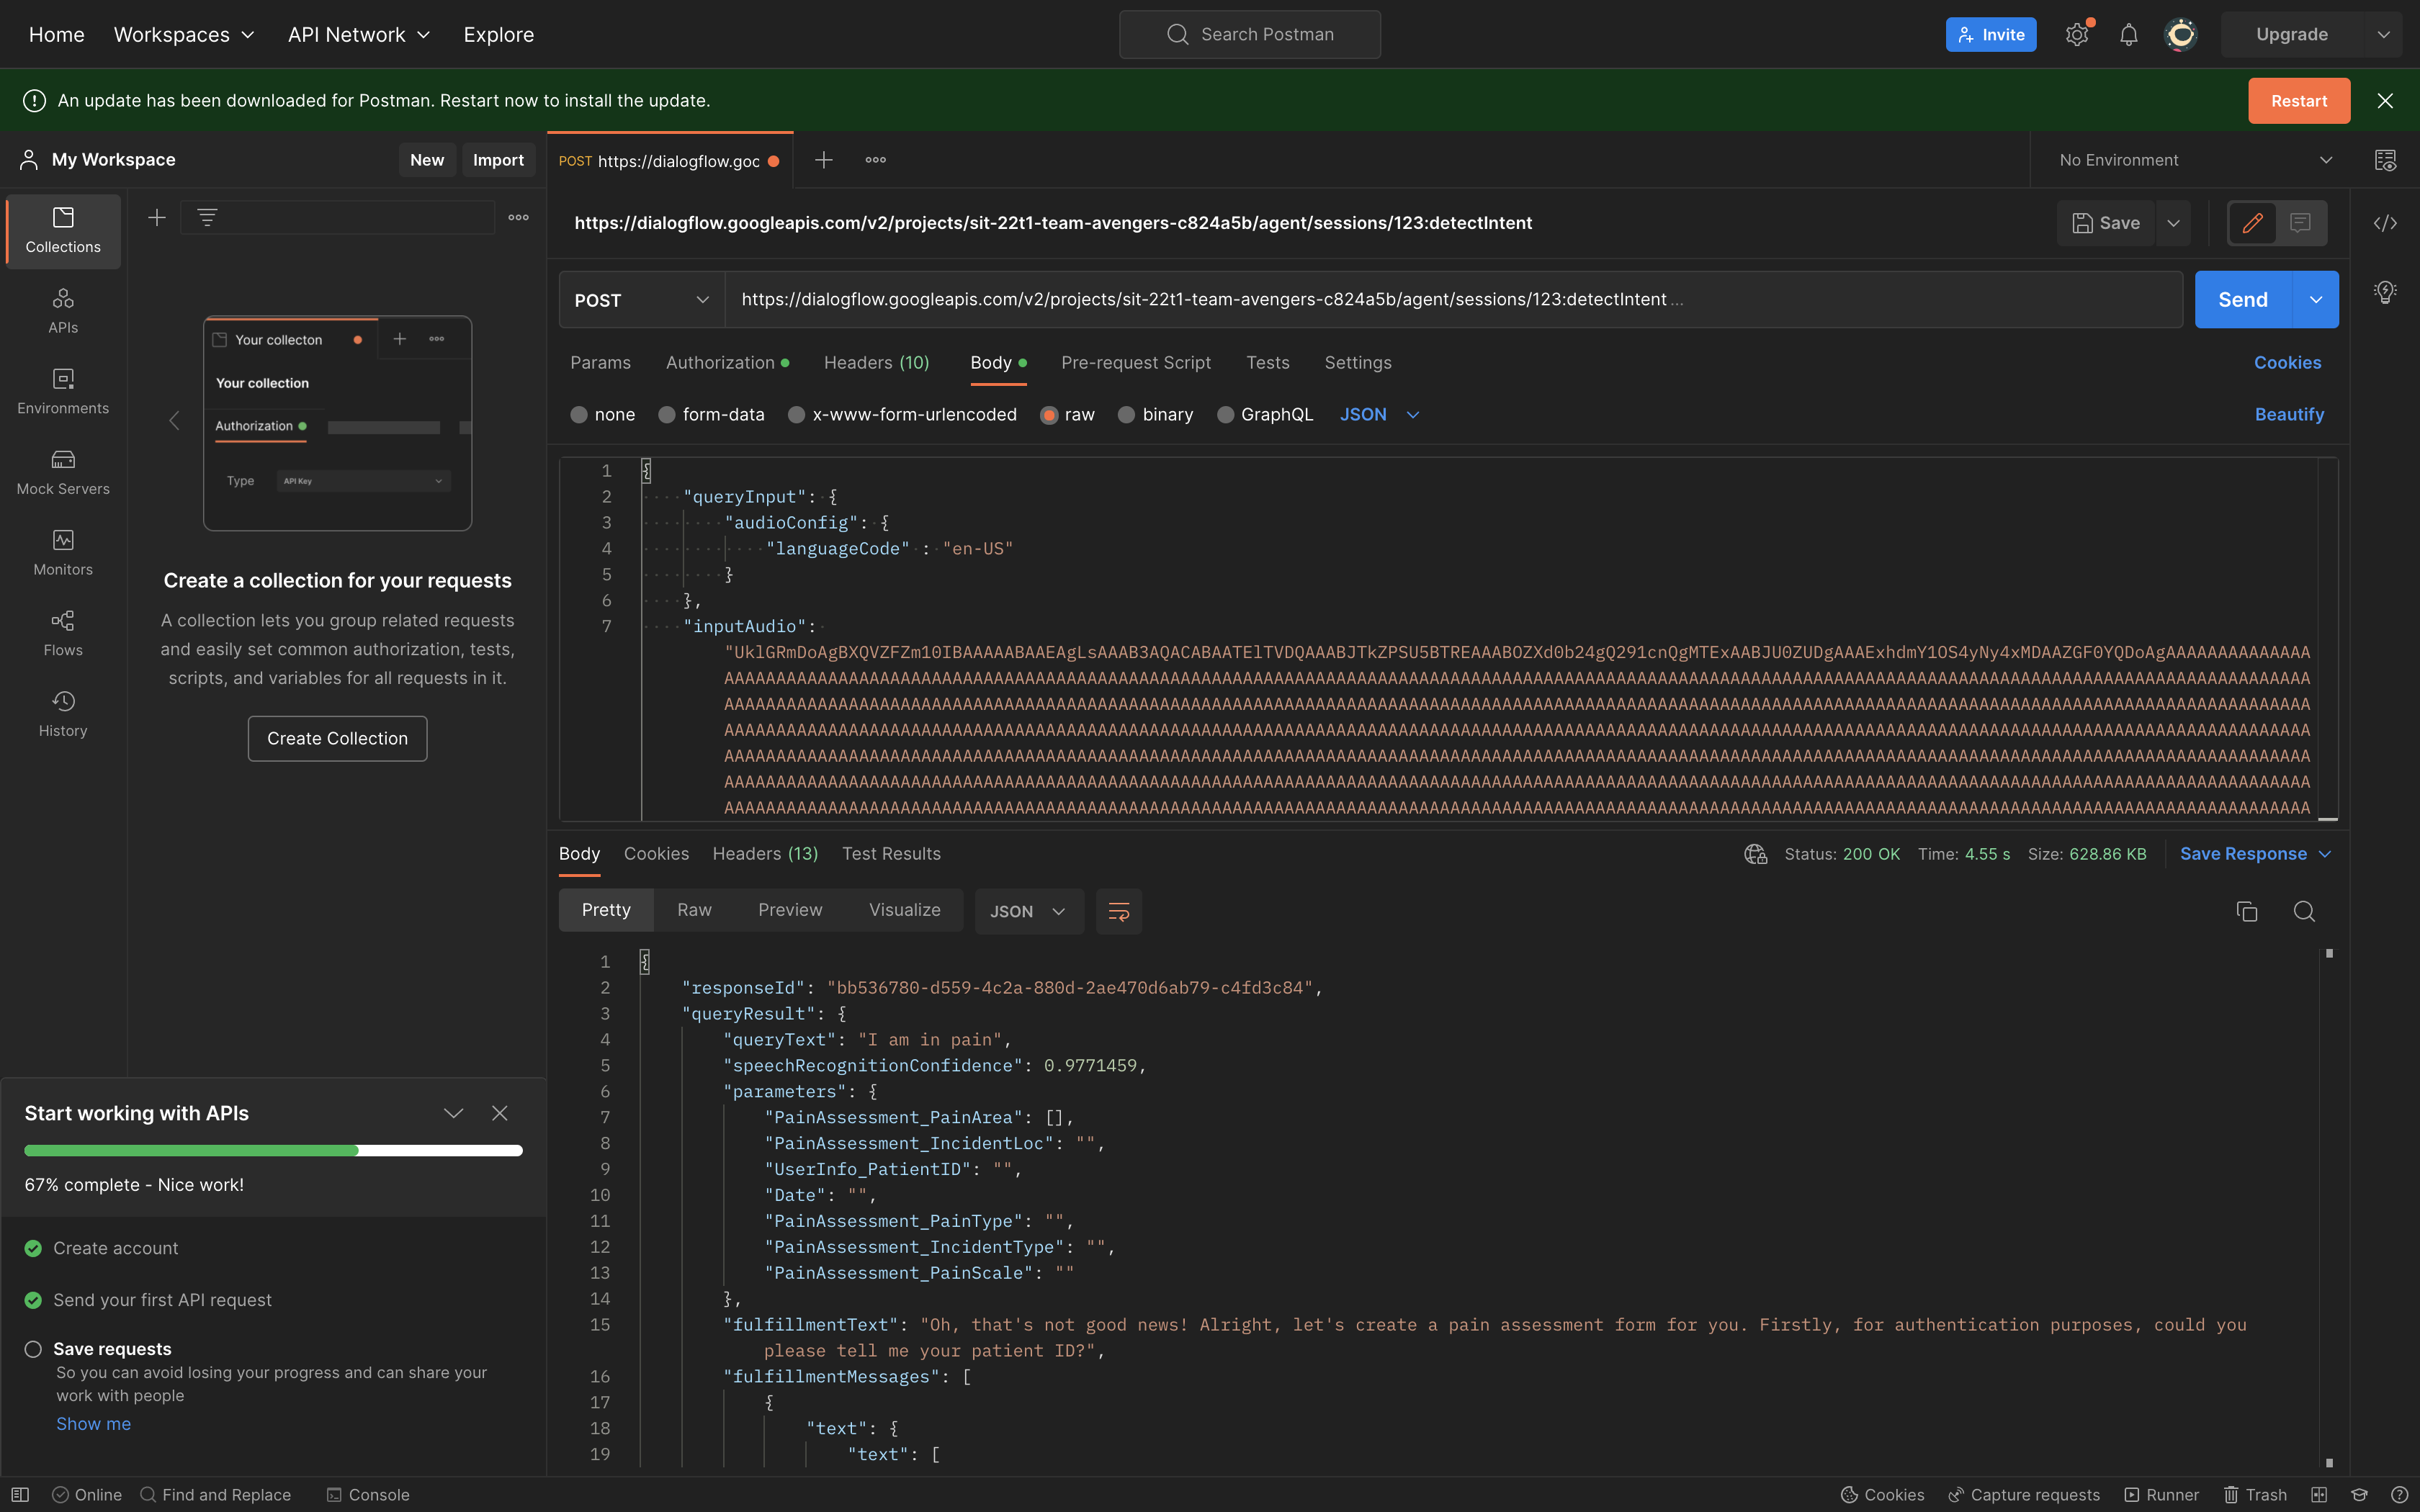 Home Workspaces API Network Explore Search Postman Invite Upgrade
An update has been downloaded for Postman. Restart now to install the update. Restart
My Workspace New Import POST https://dialogflow.goo No Environment
https://dialogflow.googleapis.com/v2/projects/sit-22t1-team-avengers-c824a5b/agent/sessions/123:detectIntent Save
POST https://dialogflow.googleapis.com/v2/projects/sit-22t1-team-avengers-c824a5b/agent/sessions/123:detectIntent ... Send
Params Authorization Headers (10) Body Pre-request Script Tests Settings Cookies
none form-data x-www-form-urlencoded raw binary GraphQL JSON Beautify
Collections
APIs
Environments
Mock Servers
Monitors
Flows
History
Your collecton
Your collection
Authorization
Type API Key
Create a collection for your requests
A collection lets you group related requests
and easily set common authorization, tests,
scripts, and variables for all requests in it.
Create Collection
1 {
2 "queryInput": {
3 "audioConfig": {
4 "languageCode" : "en-US"
5 }
6 },
7 "inputAudio":
Body Cookies Headers (13) Test Results Status: 200 OK Time: 4.55 s Size: 628.86 KB Save Response
Pretty Raw Preview Visualize JSON
1 {
2 "responseId": "bb536780-d559-4c2a-880d-2ae470d6ab79-c4fd3c84",
3 "queryResult": {
4 "queryText": "I am in pain",
5 "speechRecognitionConfidence": 0.9771459,
6 "parameters": {
7 "PainAssessment_PainArea": [],
8 "PainAssessment_IncidentLoc": "",
9 "UserInfo_PatientID": "",
10 "Date": "",
11 "PainAssessment_PainType": "",
12 "PainAssessment_IncidentType": "",
13 "PainAssessment_PainScale": ""
14 },
15 "fulfillmentText": "Oh, that's not good news! Alright, let's create a pain assessment form for you. Firstly, for authentication purposes, could you
please tell me your patient ID?",
16 "fulfillmentMessages": [
17 {
18 "text": {
19 "text": [
Start working with APIs
67% complete - Nice work!
Create account
Send your first API request
Save requests
So you can avoid losing your progress and can share your
work with people
Show me
Online Find and Replace Console Cookies Capture requests Runner Trash